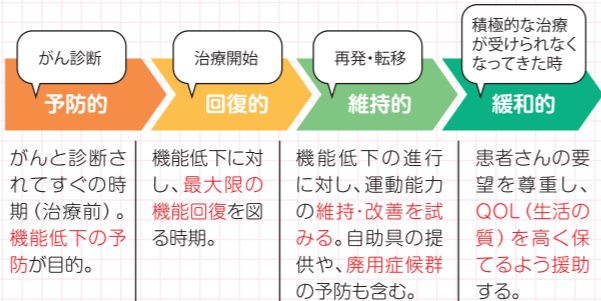 がん診断
予防的
がんと診断さ
れてすぐの時
期（治療前）。
機能低下の予
防が目的。
治療開始
回復的
機能低下に対
し、最大限の
機能回復を図
る時期。
再発・転移
維持的
機能低下の進行
に対し、運動能力
の維持・改善を試
みる。自助具の提
供や、廃用症候群
の予防も含む。
積極的な治療
が受けられなく
なってきた時
緩和的
患者さんの要
望を尊重し、
QOL（生活の
質）を高く保
てるよう援助
する。